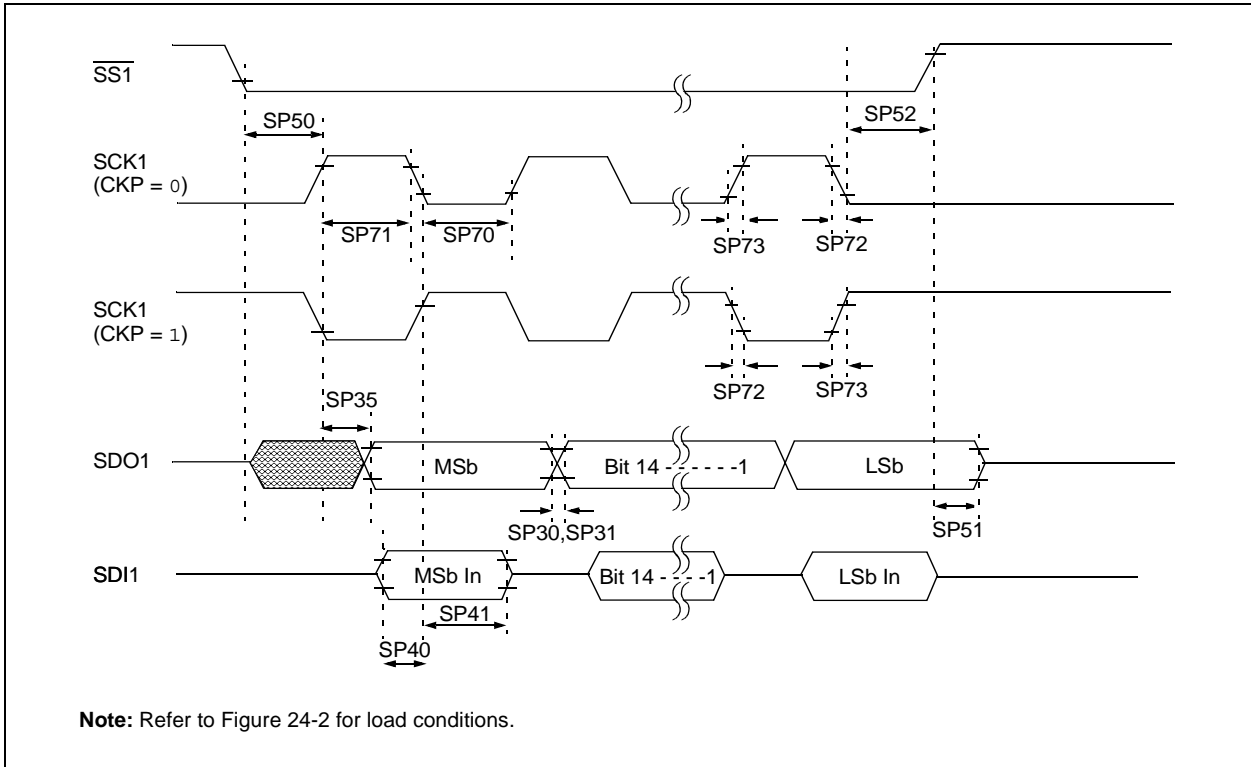 SS1
SP50
SP52
SCK1
(CKP = 0)
SP71
SP70
SP73
SP72
SCK1
(CKP = 1)
SP72
SP73
SP35
SDO1
MSb
Bit 14 - - - - - -1
LSb
SP30,SP31
SP51
SDI1
MSb In
Bit 14 - - - -1
LSb In
SP41
SP40
Note: Refer to Figure 24-2 for load conditions.